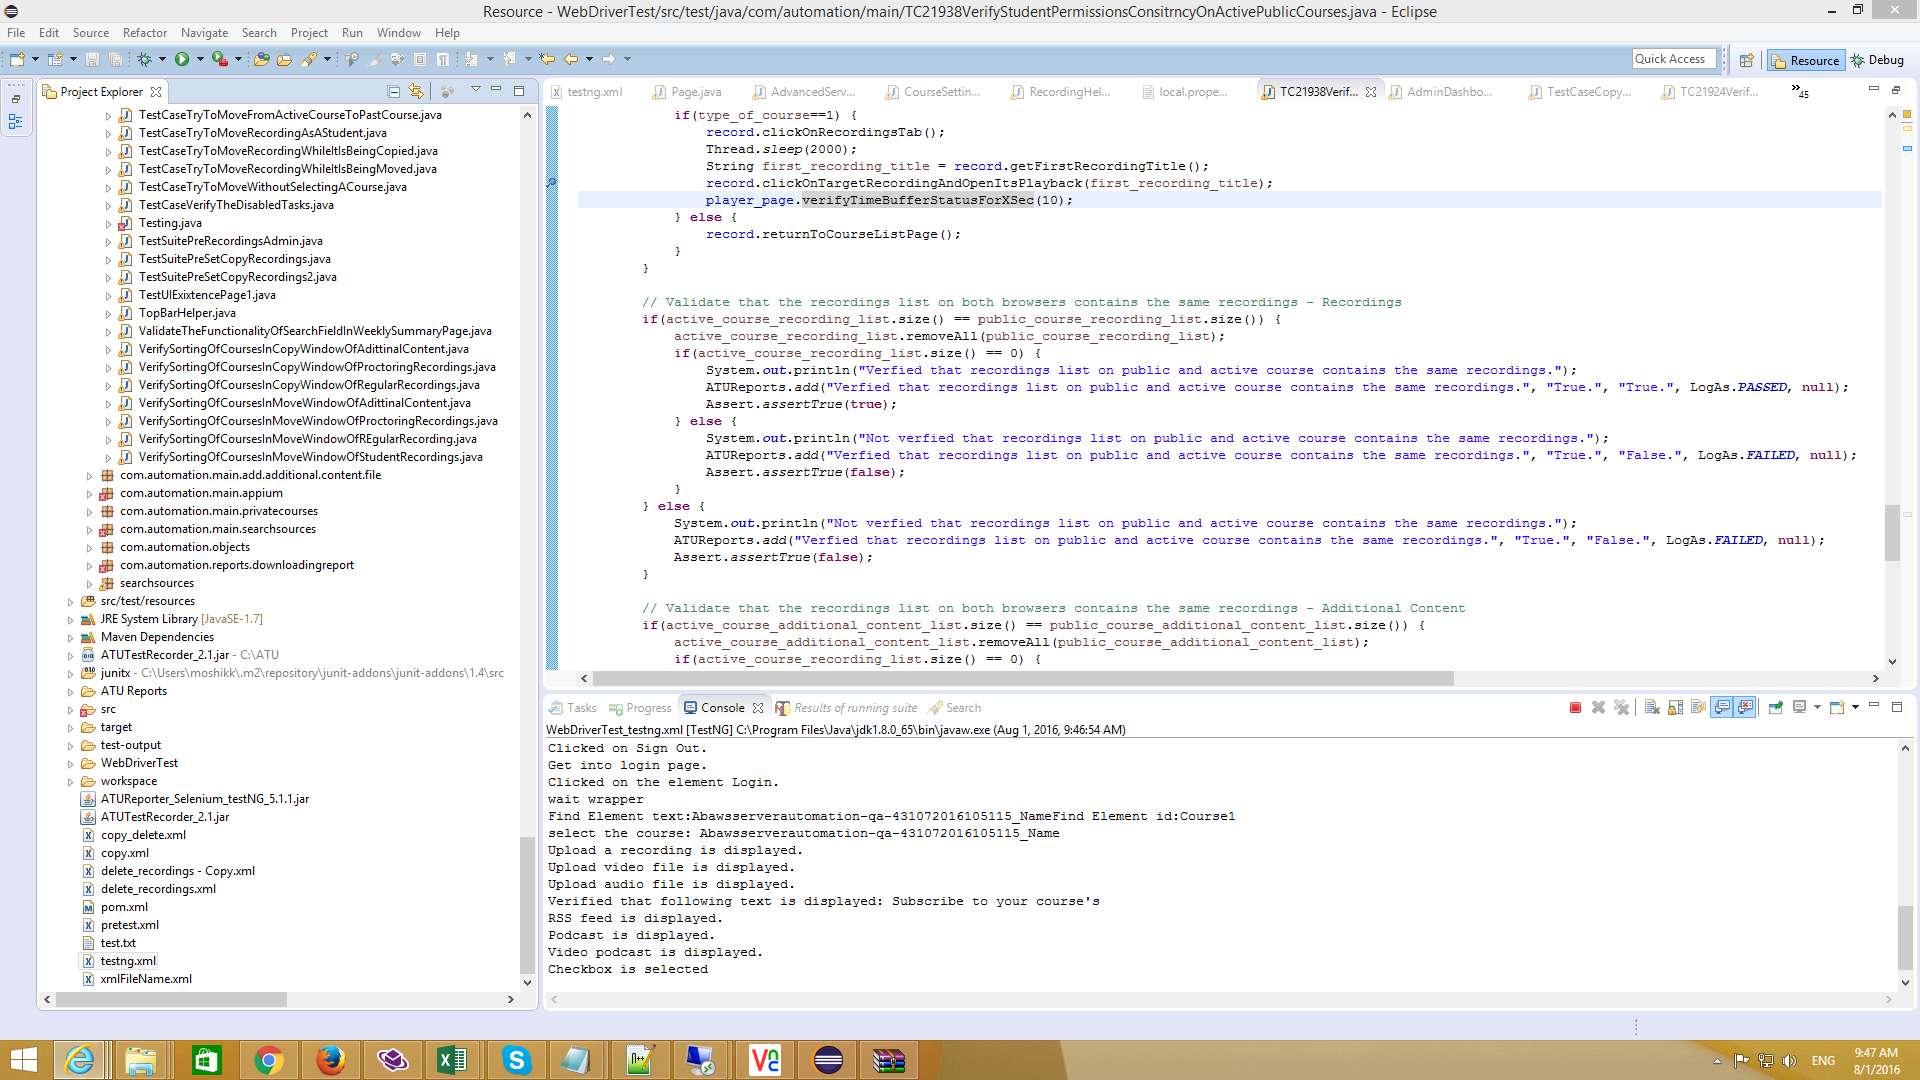 Resource - WebDriverTest/src/test/java/com/automation/main/TC21938VerifyStudentPermissionsConsitrncyOnActivePublicCourses.java - Eclipse
File Edit Source Refactor Navigate Search Project Run Window Help
Quick Access
Resource
Debug
Project Explorer
TestCaseTryToMoveFromActiveCourseToPastCourse.java
TestCaseTryToMoveRecordingAsAStudent.java
TestCaseTryToMoveRecordingWhileItIsBeingCopied.java
TestCaseTryToMoveRecordingWhileItIsBeingMoved.java
TestCaseTryToMoveWithoutSelectingACourse.java
TestCaseVerifyTheDisabledTasks.java
Testing.java
TestSuitePreRecordingsAdmin.java
TestSuitePreSetCopyRecordings.java
TestSuitePreSetCopyRecordings2.java
TestUIExixtencePage1.java
TopBarHelper.java
ValidateTheFunctionalityOfSearchFieldInWeeklySummaryPage.java
VerifySortingOfCoursesInCopyWindowOfAdittinalContent.java
VerifySortingOfCoursesInCopyWindowOfProctoringRecordings.java
VerifySortingOfCoursesInCopyWindowOfRegularRecordings.java
VerifySortingOfCoursesInMoveWindowOfAdittinalContent.java
VerifySortingOfCoursesInMoveWindowOfProctoringRecordings.java
VerifySortingOfCoursesInMoveWindowOfREgularRecording.java
VerifySortingOfCoursesInMoveWindowOfStudentRecordings.java
com.automation.main.add.additional.content.file
com.automation.main.appium
com.automation.main.privatecourses
com.automation.main.searchsources
com.automation.objects
com.automation.reports.downloadingreport
searchsources
src/test/resources
JRE System Library [JavaSE-1.7]
Maven Dependencies
ATUTestRecorder_2.1.jar - C:\ATU
junitx - C:\Users\moshikk\.m2\repository\junit-addons\junit-addons\1.4\src
ATU Reports
src
target
test-output
WebDriverTest
workspace
ATUReporter_Selenium_testNG_5.1.1.jar
ATUTestRecorder_2.1.jar
copy_delete.xml
copy.xml
delete_recordings - Copy.xml
delete_recordings.xml
pom.xml
pretest.xml
test.txt
testng.xml
xmlFileName.xml
testng.xml Page.java AdvancedServ... CourseSettin... RecordingHel... local.prope... TC21938Verif... AdminDashbo... TestCaseCopy... TC21924Verif... »45
if(type_of_course==1) {
record.clickOnRecordingsTab();
Thread.sleep(2000);
String first_recording_title = record.getFirstRecordingTitle();
record.clickOnTargetRecordingAndOpenItsPlayback(first_recording_title);
player_page.verifyTimeBufferStatusForXSec(10);
} else {
record.returnToCourseListPage();
}
}
// Validate that the recordings list on both browsers contains the same recordings - Recordings
if(active_course_recording_list.size() == public_course_recording_list.size()) {
active_course_recording_list.removeAll(public_course_recording_list);
if(active_course_recording_list.size() == 0) {
System.out.println("Verfied that recordings list on public and active course contains the same recordings.");
ATUReports.add("Verfied that recordings list on public and active course contains the same recordings.", "True.", "True.", LogAs.PASSED, null);
Assert.assertTrue(true);
} else {
System.out.println("Not verfied that recordings list on public and active course contains the same recordings.");
ATUReports.add("Verfied that recordings list on public and active course contains the same recordings.", "True.", "False.", LogAs.FAILED, null);
Assert.assertTrue(false);
}
} else {
System.out.println("Not verfied that recordings list on public and active course contains the same recordings.");
ATUReports.add("Verfied that recordings list on public and active course contains the same recordings.", "True.", "False.", LogAs.FAILED, null);
Assert.assertTrue(false);
}
// Validate that the recordings list on both browsers contains the same recordings - Additional Content
if(active_course_additional_content_list.size() == public_course_additional_content_list.size()) {
active_course_additional_content_list.removeAll(public_course_additional_content_list);
if(active_course_recording_list.size() == 0) {
Tasks Progress Console Results of running suite Search
WebDriverTest_testng.xml [TestNG] C:\Program Files\Java\jdk1.8.0_65\bin\javaw.exe (Aug 1, 2016, 9:46:54 AM)
Clicked on Sign Out.
Get into login page.
Clicked on the element Login.
wait wrapper
Find Element text:Abawsserverautomation-qa-431072016105115_NameFind Element id:Course1
select the course: Abawsserverautomation-qa-431072016105115_Name
Upload a recording is displayed.
Upload video file is displayed.
Upload audio file is displayed.
Verified that following text is displayed: Subscribe to your course's
RSS feed is displayed.
Podcast is displayed.
Video podcast is displayed.
Checkbox is selected
ENG
9:47 AM
8/1/2016